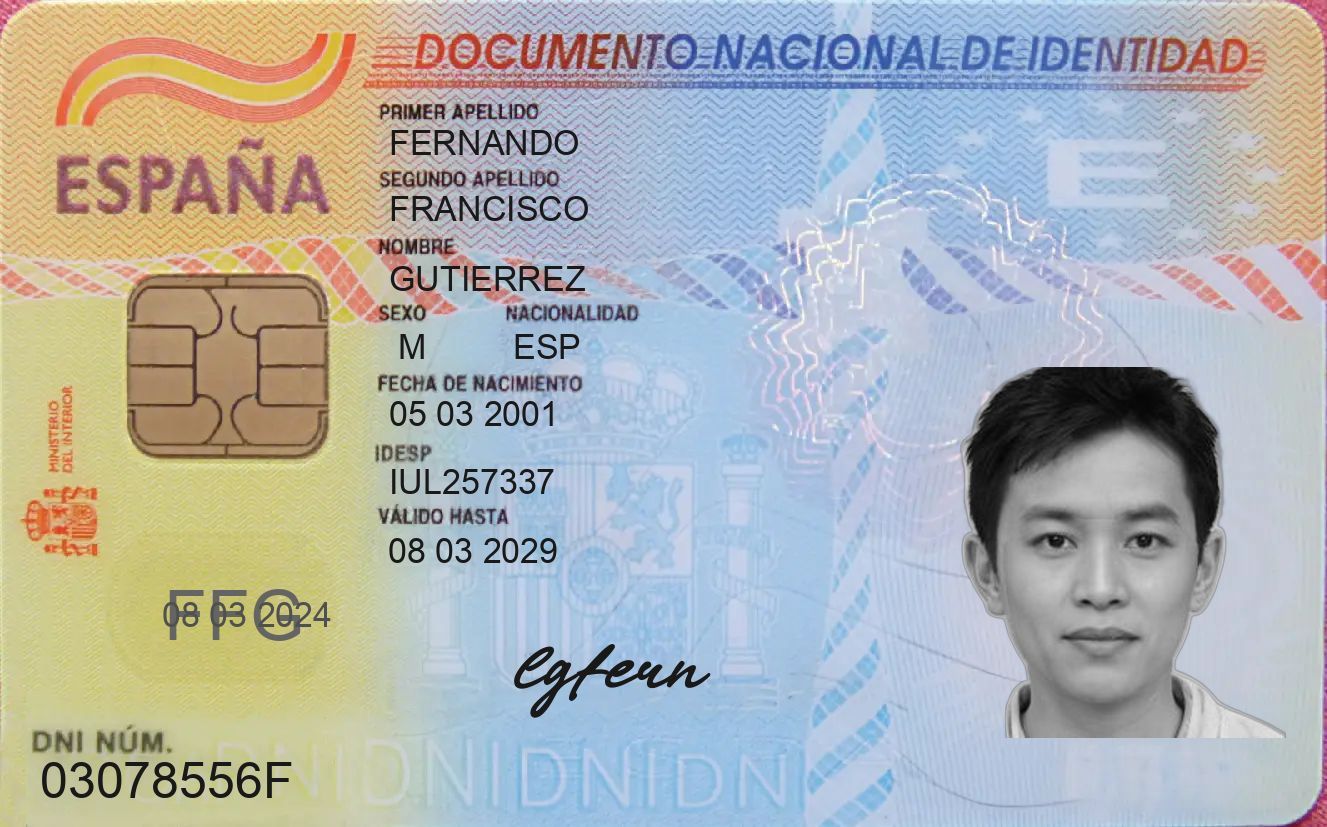 DOCUMENTO NACIONAL DE IDENTIDAD
ESPAÑA
PRIMER APELLIDO
FERNANDO
SEGUNDO APELLIDO
FRANCISCO
NOMBRE
GUTIERREZ
SEXO NACIONALIDAD
M ESP
FECHA DE NACIMIENTO
05 03 2001
IDESP
IUL257337
VÁLIDO HASTA
08 03 2029
MINISTERIO
DEL INTERIOR
E
FFG
08 03 2024
DNI NÚM.
03078556F
DNIDNIDNIDNI